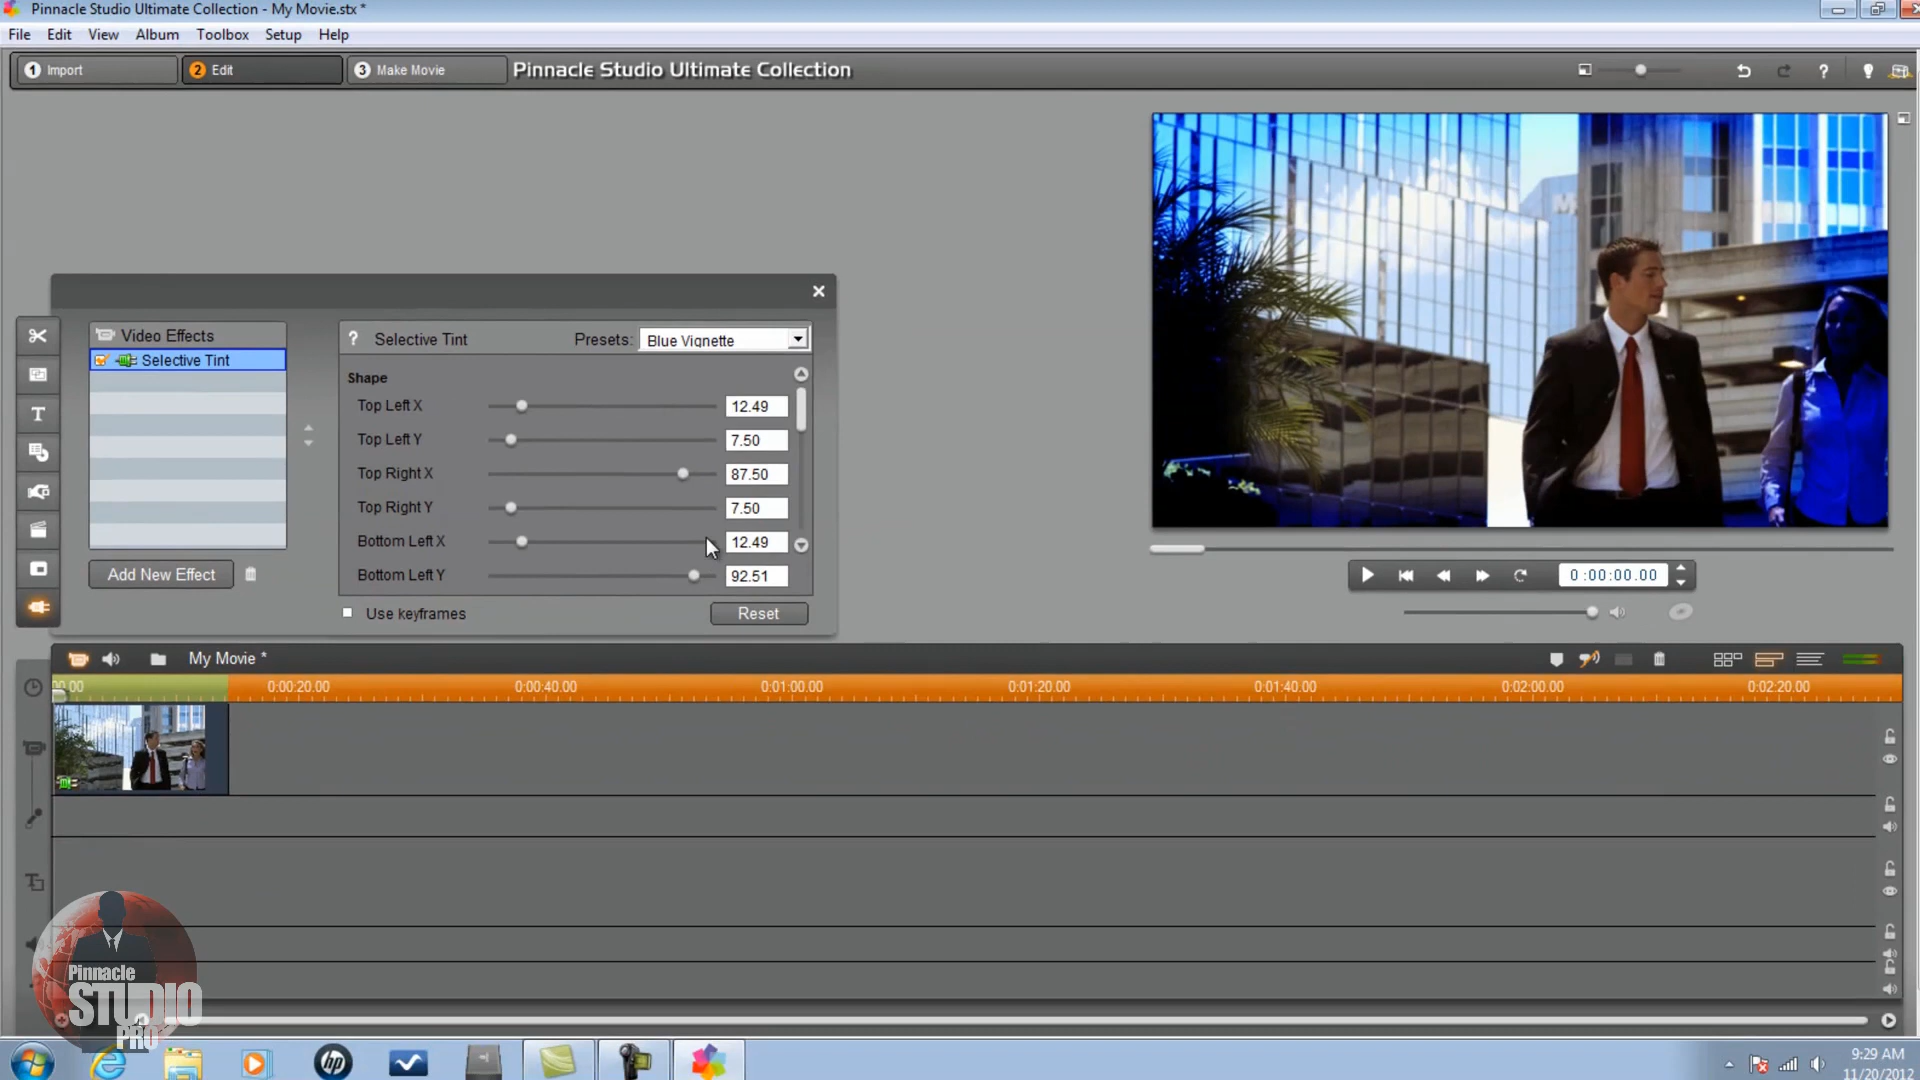 Pinnacle Studio Ultimate Collection - My Movie.stx *
File Edit View Album Toolbox Setup Help
1 Import
2 Edit
3 Make Movie
Pinnacle Studio Ultimate Collection
Video Effects
Selective Tint
Add New Effect
? Selective Tint
Presets: Blue Vignette
Shape
Top Left X 12.49
Top Left Y 7.50
Top Right X 87.50
Top Right Y 7.50
Bottom Left X 12.49
Bottom Left Y 92.51
Use keyframes
Reset
0:00:00.00
My Movie *
0:00:20.00 0:00:40.00 0:01:00.00 0:01:20.00 0:01:40.00 0:02:00.00 0:02:20.00
Pinnacle
STUDIO
PRO
hp
9:29 AM
11/20/2012